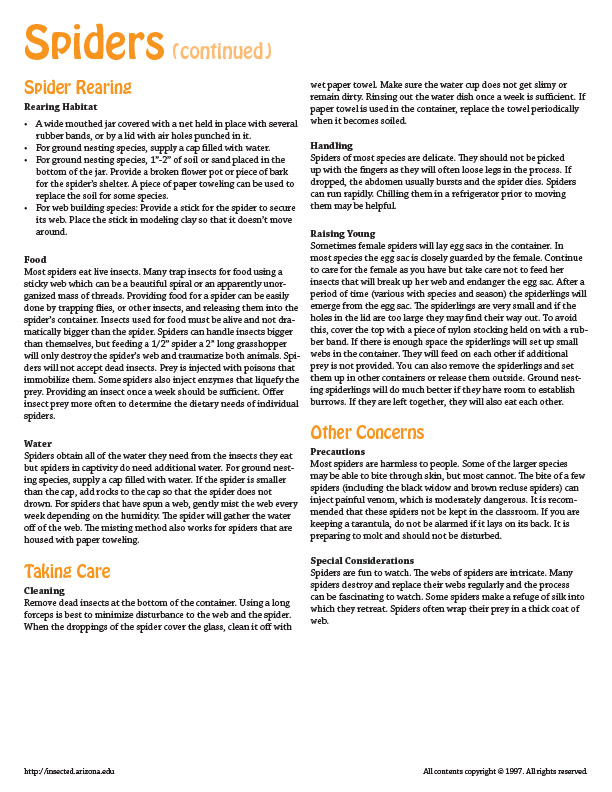 Spiders (continued)
Spider Rearing
Rearing Habitat
• A wide mouthed jar covered with a net held in place with several
rubber bands, or by a lid with air holes punched in it.
• For ground nesting species, supply a cap filled with water.
• For ground nesting species, 1”-2” of soil or sand placed in the
bottom of the jar. Provide a broken flower pot or piece of bark
for the spider’s shelter. A piece of paper toweling can be used to
replace the soil for some species.
• For web building species: Provide a stick for the spider to secure
its web. Place the stick in modeling clay so that it doesn’t move
around.
Food
Most spiders eat live insects. Many trap insects for food using a
sticky web which can be a beautiful spiral or an apparently unor-
ganized mass of threads. Providing food for a spider can be easily
done by trapping flies, or other insects, and releasing them into the
spider’s container. Insects used for food must be alive and not dra-
matically bigger than the spider. Spiders can handle insects bigger
than themselves, but feeding a 1/2” spider a 2” long grasshopper
will only destroy the spider’s web and traumatize both animals. Spi-
ders will not accept dead insects. Prey is injected with poisons that
immobilize them. Some spiders also inject enzymes that liquefy the
prey. Providing an insect once a week should be sufficient. Offer
insect prey more often to determine the dietary needs of individual
spiders.
Water
Spiders obtain all of the water they need from the insects they eat
but spiders in captivity do need additional water. For ground nest-
ing species, supply a cap filled with water. If the spider is smaller
than the cap, add rocks to the cap so that the spider does not
drown. For spiders that have spun a web, gently mist the web every
week depending on the humidity. The spider will gather the water
off of the web. The misting method also works for spiders that are
housed with paper toweling.
Taking Care
Cleaning
Remove dead insects at the bottom of the container. Using a long
forceps is best to minimize disturbance to the web and the spider.
When the droppings of the spider cover the glass, clean it off with
wet paper towel. Make sure the water cup does not get slimy or
remain dirty. Rinsing out the water dish once a week is sufficient. If
paper towel is used in the container, replace the towel periodically
when it becomes soiled.
Handling
Spiders of most species are delicate. They should not be picked
up with the fingers as they will often loose legs in the process. If
dropped, the abdomen usually bursts and the spider dies. Spiders
can run rapidly. Chilling them in a refrigerator prior to moving
them may be helpful.
Raising Young
Sometimes female spiders will lay egg sacs in the container. In
most species the egg sac is closely guarded by the female. Continue
to care for the female as you have but take care not to feed her
insects that will break up her web and endanger the egg sac. After a
period of time (various with species and season) the spiderlings will
emerge from the egg sac. The spiderlings are very small and if the
holes in the lid are too large they may find their way out. To avoid
this, cover the top with a piece of nylon stocking held on with a rub-
ber band. If there is enough space the spiderlings will set up small
webs in the container. They will feed on each other if additional
prey is not provided. You can also remove the spiderlings and set
them up in other containers or release them outside. Ground nest-
ing spiderlings will do much better if they have room to establish
burrows. If they are left together, they will also eat each other.
Other Concerns
Precautions
Most spiders are harmless to people. Some of the larger species
may be able to bite through skin, but most cannot. The bite of a few
spiders (including the black widow and brown recluse spiders) can
inject painful venom, which is moderately dangerous. It is recom-
mended that these spiders not be kept in the classroom. If you are
keeping a tarantula, do not be alarmed if it lays on its back. It is
preparing to molt and should not be disturbed.
Special Considerations
Spiders are fun to watch. The webs of spiders are intricate. Many
spiders destroy and replace their webs regularly and the process
can be fascinating to watch. Some spiders make a refuge of silk into
which they retreat. Spiders often wrap their prey in a thick coat of
web.
http://insected.arizona.edu
All contents copyright © 1997. All rights reserved